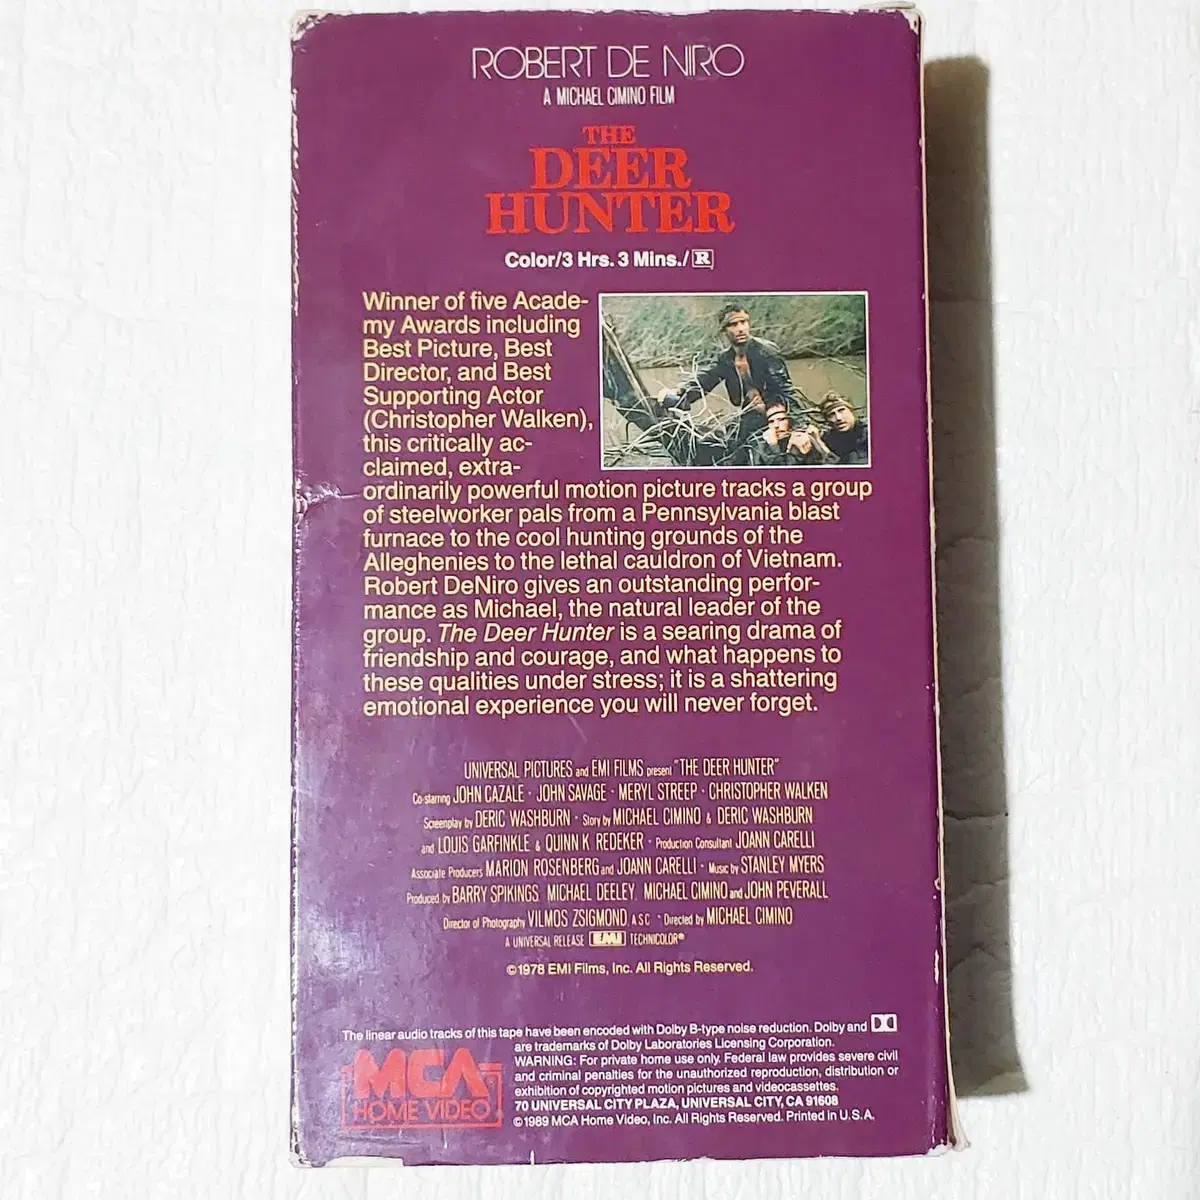 ROBERT DE NIRO
A MICHAEL CIMINO FILM
THE
DEER
HUNTER
Color/3 Hrs. 3 Mins./R
Winner of five Acade-
my Awards including
Best Picture, Best
Director, and Best
Supporting Actor
(Christopher Walken),
this critically ac-
claimed, extra-
ordinarily powerful motion picture tracks a group
of steelworker pals from a Pennsylvania blast
furnace to the cool hunting grounds of the
Alleghenies to the lethal cauldron of Vietnam.
Robert DeNiro gives an outstanding perfor-
mance as Michael, the natural leader of the
group. The Deer Hunter is a searing drama of
friendship and courage, and what happens to
these qualities under stress; it is a shattering
emotional experience you will never forget.
UNIVERSAL PICTURES and EMI FILMS present "THE DEER HUNTER"
Co-starring JOHN CAZALE · JOHN SAVAGE · MERYL STREEP · CHRISTOPHER WALKEN
Screenplay by DERIC WASHBURN · Story by MICHAEL CIMINO & DERIC WASHBURN
and LOUIS GARFINKLE & QUINN K. REDEKER · Production Consultant JOANN CARELLI
Associate Producers MARION ROSENBERG and JOANN CARELLI · Music by STANLEY MYERS
Produced by BARRY SPIKINGS, MICHAEL DEELEY, MICHAEL CIMINO and JOHN PEVERALL
Director of Photography VILMOS ZSIGMOND, A.S.C. · Directed by MICHAEL CIMINO
A UNIVERSAL RELEASE EMI TECHNICOLOR®
©1978 EMI Films, Inc. All Rights Reserved.
The linear audio tracks of this tape have been encoded with Dolby B-type noise reduction. Dolby and
are trademarks of Dolby Laboratories Licensing Corporation.
WARNING: For private home use only. Federal law provides severe civil
and criminal penalties for the unauthorized reproduction, distribution or
exhibition of copyrighted motion pictures and videocassettes.
70 UNIVERSAL CITY PLAZA, UNIVERSAL CITY, CA 91608
©1989 MCA Home Video, Inc. All Rights Reserved. Printed in U.S.A.
MCA
HOME VIDEO